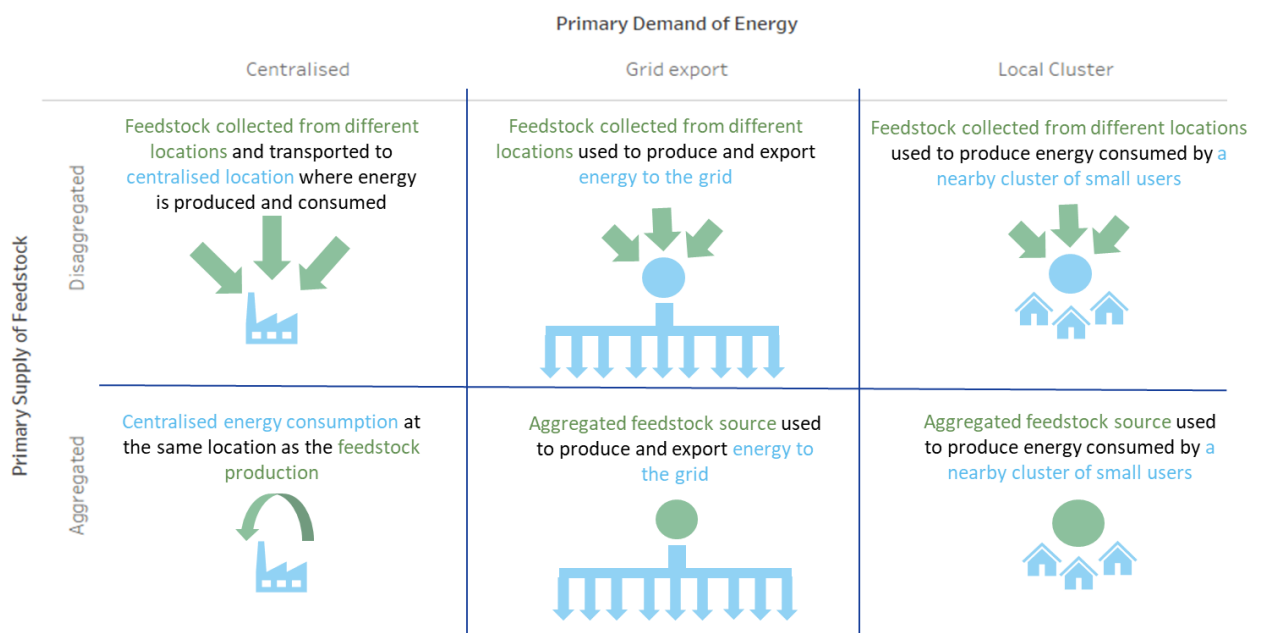 Primary Demand of Energy
Centralised
Grid export
Local Cluster
Primary Supply of Feedstock
Disaggregated
Feedstock collected from different
locations and transported to
centralised location where energy
is produced and consumed
Feedstock collected from different
locations used to produce and export
energy to the grid
Feedstock collected from different locations
used to produce energy consumed by a
nearby cluster of small users
Aggregated
Centralised energy consumption at
the same location as the feedstock
production
Aggregated feedstock source used
to produce and export energy to
the grid
Aggregated feedstock source used
to produce energy consumed by a
nearby cluster of small users